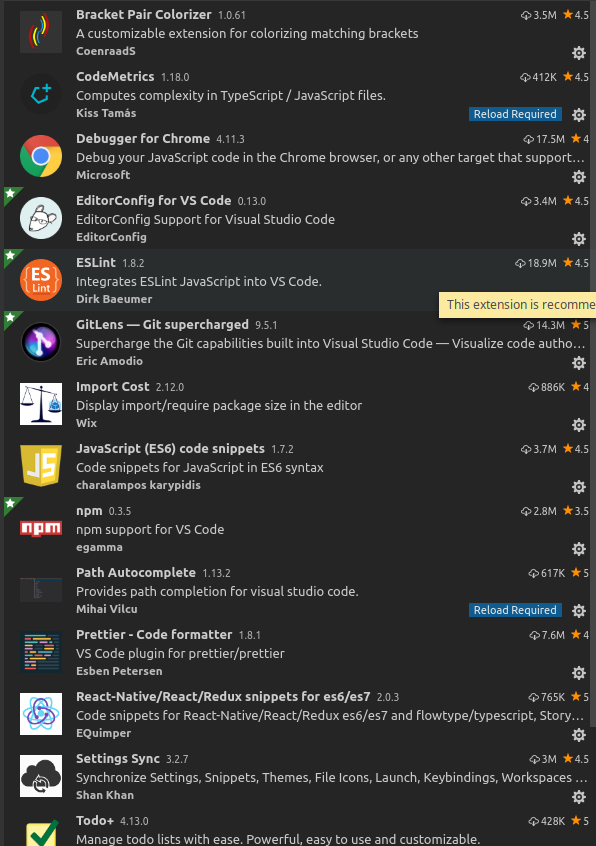 Bracket Pair Colorizer 1.0.61 3.5M 4.5
A customizable extension for colorizing matching brackets
CoenraadS
CodeMetrics 1.18.0 412K 4.5
Computes complexity in TypeScript / JavaScript files.
Kiss Tamás Reload Required
Debugger for Chrome 4.11.3 17.5M 4
Debug your JavaScript code in the Chrome browser, or any other target that support...
Microsoft
EditorConfig for VS Code 0.13.0 3.4M 4.5
EditorConfig Support for Visual Studio Code
EditorConfig
ES
Lint
ESLint 1.8.2 18.9M 4.5
Integrates ESLint JavaScript into VS Code.
Dirk Baeumer
This extension is recomme
GitLens — Git supercharged 9.5.1 14.3M 5
Supercharge the Git capabilities built into Visual Studio Code — Visualize code autho...
Eric Amodio
Import Cost 2.12.0 886K 4
Display import/require package size in the editor
Wix
JS
JavaScript (ES6) code snippets 1.7.2 3.7M 4.5
Code snippets for JavaScript in ES6 syntax
charalampos karypidis
npm
npm 0.3.5 2.8M 3.5
npm support for VS Code
egamma
Path Autocomplete 1.13.2 617K 5
Provides path completion for visual studio code.
Mihai Vilcu Reload Required
Prettier - Code formatter 1.8.1 7.6M 4
VS Code plugin for prettier/prettier
Esben Petersen
React-Native/React/Redux snippets for es6/es7 2.0.3 765K 5
Code snippets for React-Native/React/Redux es6/es7 and flowtype/typescript, Story...
EQuimper
Settings Sync 3.2.7 3M 4.5
Synchronize Settings, Snippets, Themes, File Icons, Launch, Keybindings, Workspaces ...
Shan Khan
Todo+ 4.13.0 428K 5
Manage todo lists with ease. Powerful, easy to use and customizable.